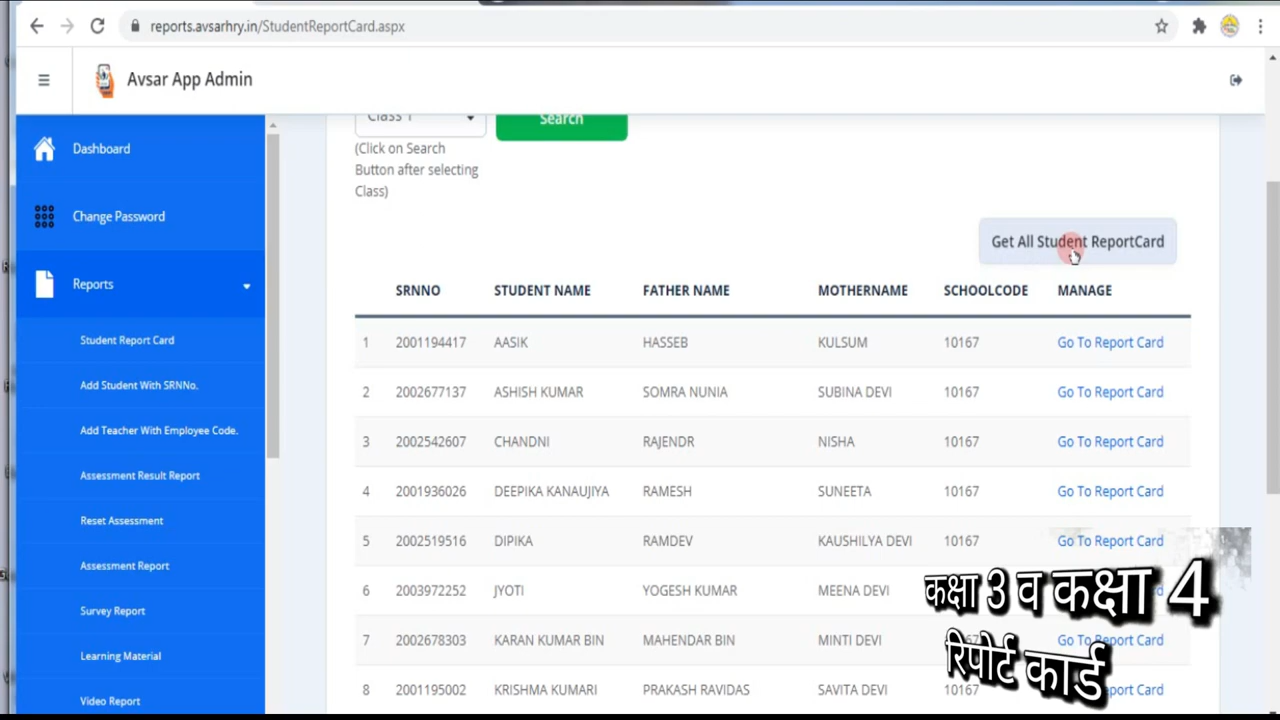 reports.avsarhry.in/StudentReportCard.aspx
Avsar App Admin
Dashboard
Change Password
Reports
Student Report Card
Add Student With SRNNo.
Add Teacher With Employee Code.
Assessment Result Report
Reset Assessment
Assessment Report
Survey Report
Learning Material
Video Report
Class 1
Search
(Click on Search
Button after selecting
Class)
Get All Student ReportCard
SRNNO STUDENT NAME FATHER NAME MOTHERNAME SCHOOLCODE MANAGE
1 2001194417 AASIK HASSEB KULSUM 10167 Go To Report Card
2 2002677137 ASHISH KUMAR SOMRA NUNIA SUBINA DEVI 10167 Go To Report Card
3 2002542607 CHANDNI RAJENDR NISHA 10167 Go To Report Card
4 2001936026 DEEPIKA KANAUJIYA RAMESH SUNEETA 10167 Go To Report Card
5 2002519516 DIPIKA RAMDEV KAUSHILYA DEVI 10167 Go To Report Card
6 2003972252 JYOTI YOGESH KUMAR MEENA DEVI
7 2002678303 KARAN KUMAR BIN MAHENDAR BIN MINTI DEVI Go To Report Card
8 2001195002 KRISHMA KUMARI PRAKASH RAVIDAS SAVITA DEVI 10167 port Card
कक्षा 3 व कक्षा 4
रिपोर्ट कार्ड